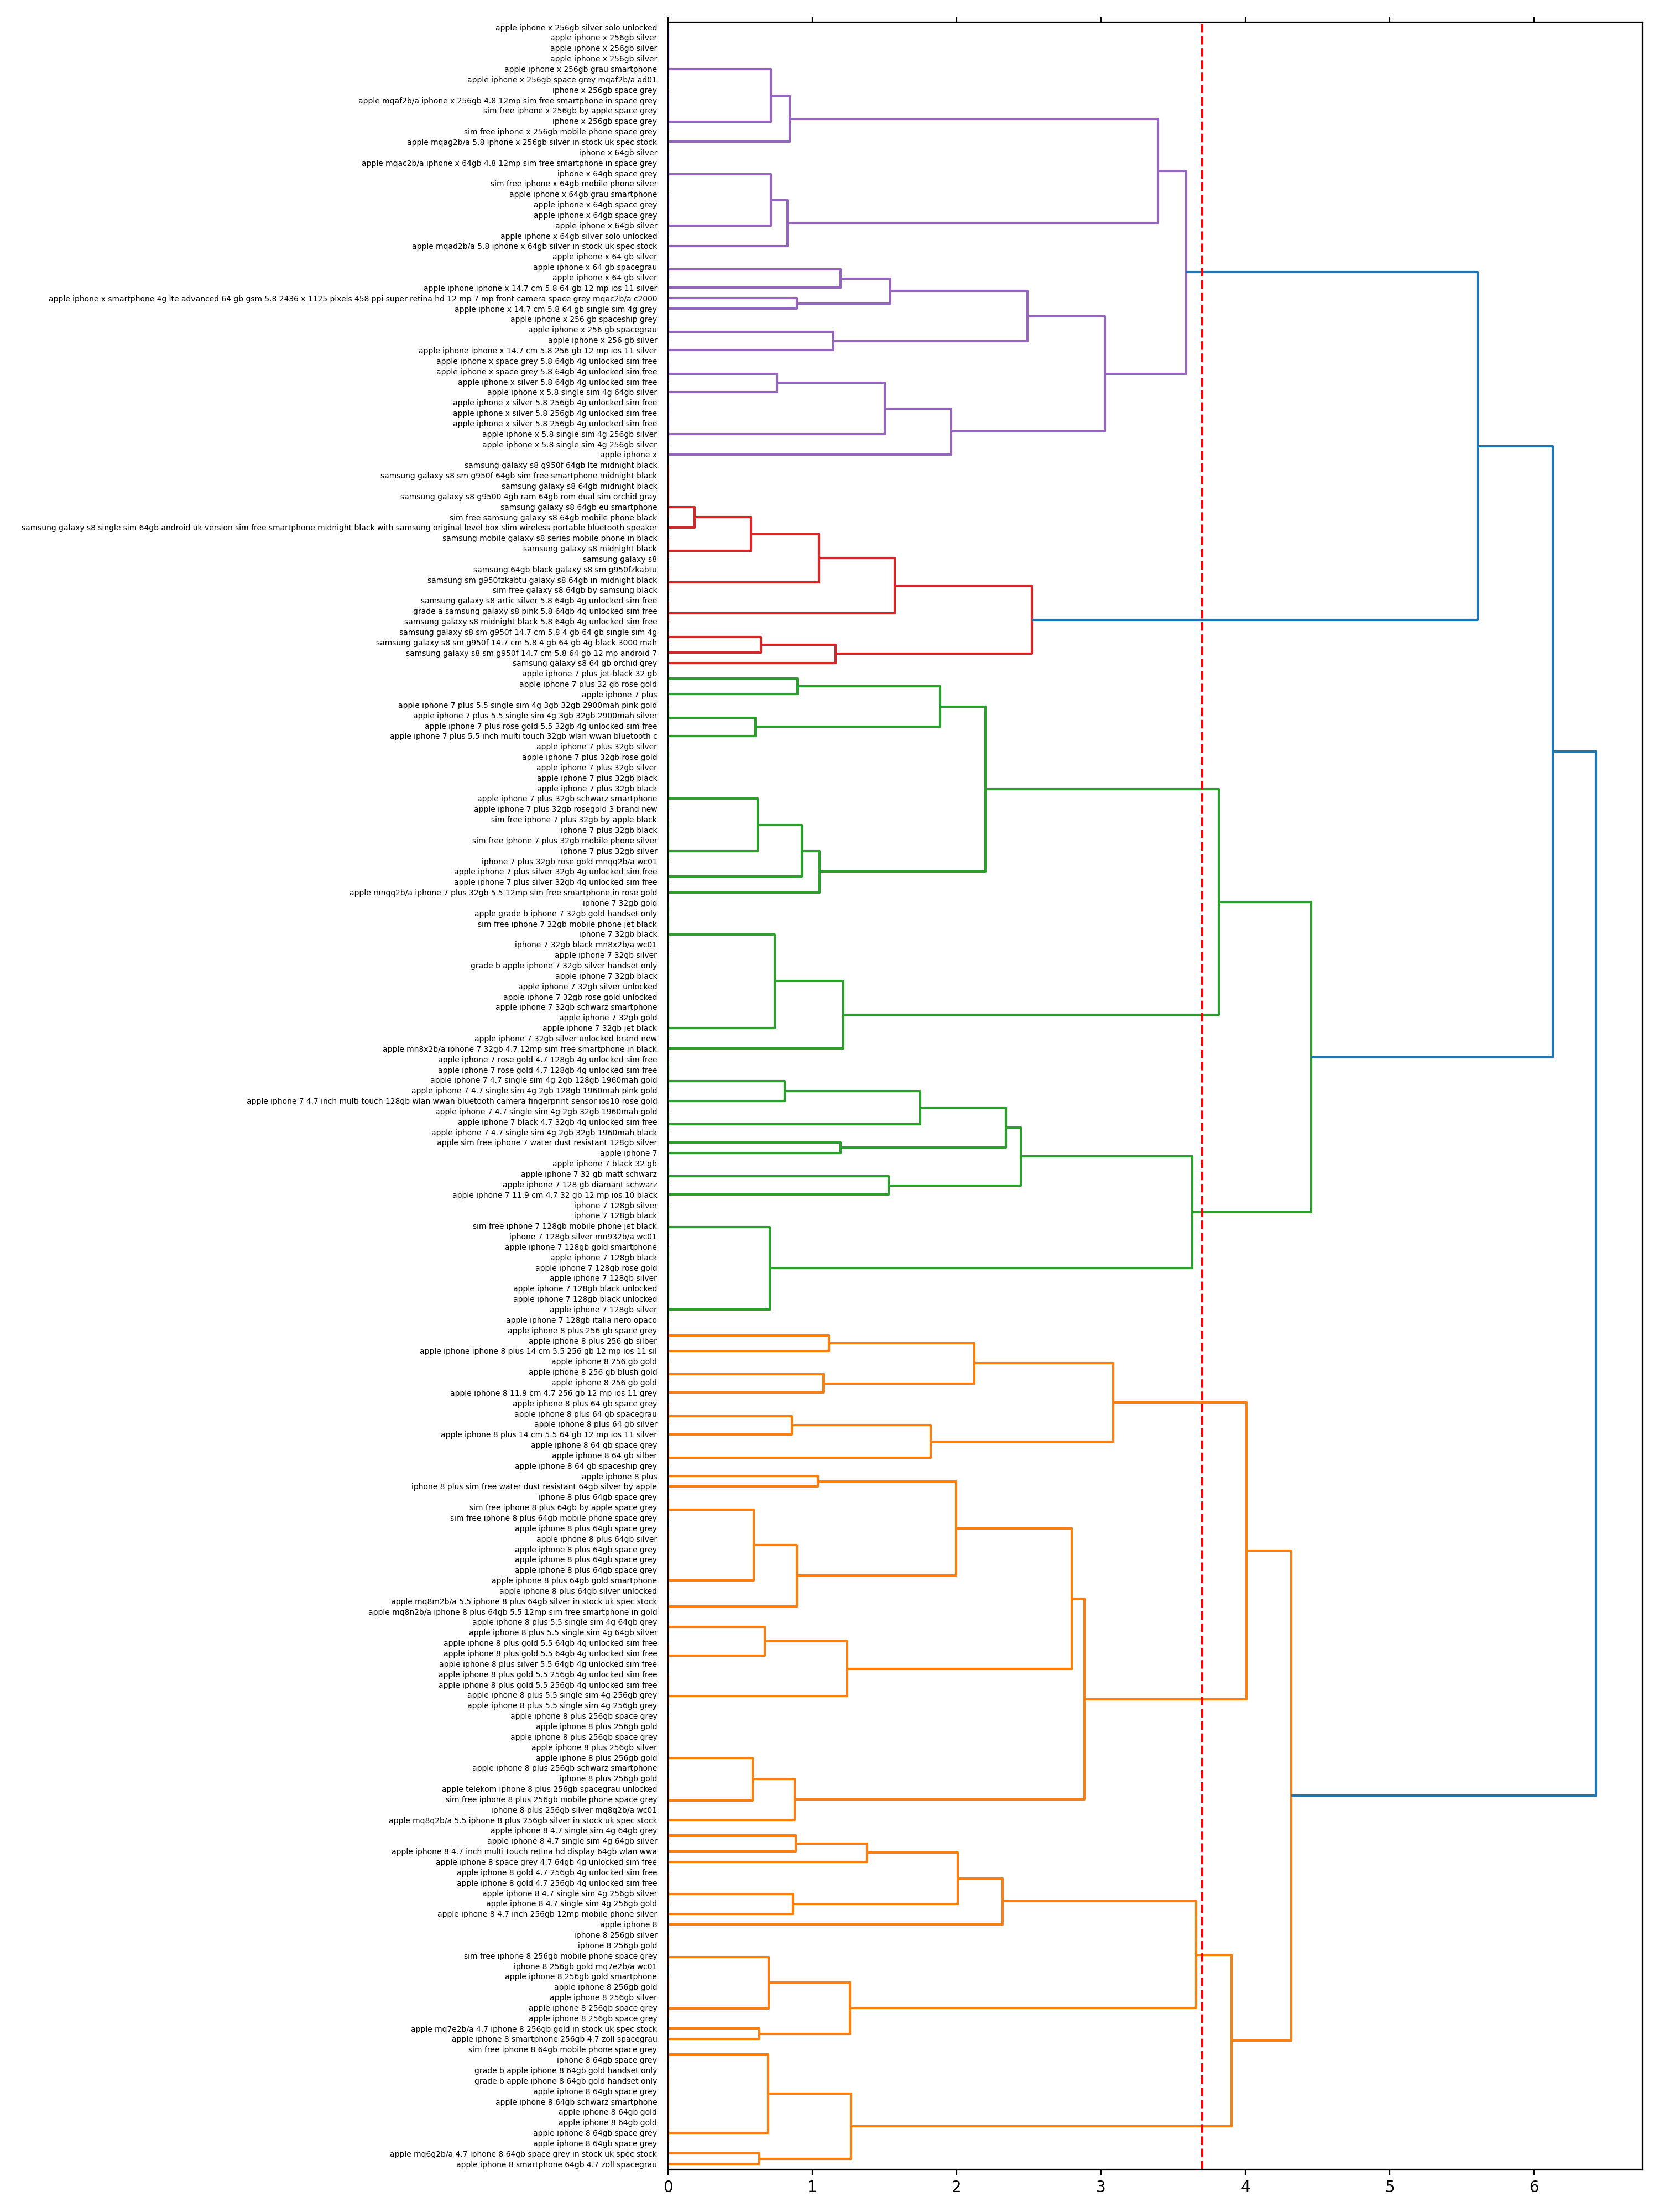 apple iphone x 256gb silver solo unlocked
apple iphone x 256gb silver
apple iphone x 256gb silver
apple iphone x 256gb silver
apple iphone x 256gb grau smartphone
apple iphone x 256gb space grey mqaf2b/a ad01
iphone x 256gb space grey
apple mqaf2b/a iphone x 256gb 4.8 12mp sim free smartphone in space grey
sim free iphone x 256gb by apple space grey
iphone x 256gb space grey
sim free iphone x 256gb mobile phone space grey
apple mqag2b/a 5.8 iphone x 256gb silver in stock uk spec stock
iphone x 64gb silver
apple mqac2b/a iphone x 64gb 4.8 12mp sim free smartphone in space grey
iphone x 64gb space grey
sim free iphone x 64gb mobile phone silver
apple iphone x 64gb grau smartphone
apple iphone x 64gb space grey
apple iphone x 64gb space grey
apple iphone x 64gb silver
apple iphone x 64gb silver solo unlocked
apple mqad2b/a 5.8 iphone x 64gb silver in stock uk spec stock
apple iphone x 64 gb silver
apple iphone x 64 gb spacegrau
apple iphone x 64 gb silver
apple iphone iphone x 14.7 cm 5.8 64 gb 12 mp ios 11 silver
apple iphone x smartphone 4g lte advanced 64 gb gsm 5.8 2436 x 1125 pixels 458 ppi super retina hd 12 mp 7 mp front camera space grey mqac2b/a c2000
apple iphone x 14.7 cm 5.8 64 gb single sim 4g grey
apple iphone x 256 gb spaceship grey
apple iphone x 256 gb spacegrau
apple iphone x 256 gb silver
apple iphone iphone x 14.7 cm 5.8 256 gb 12 mp ios 11 silver
apple iphone x space grey 5.8 64gb 4g unlocked sim free
apple iphone x space grey 5.8 64gb 4g unlocked sim free
apple iphone x silver 5.8 64gb 4g unlocked sim free
apple iphone x 5.8 single sim 4g 64gb silver
apple iphone x silver 5.8 256gb 4g unlocked sim free
apple iphone x silver 5.8 256gb 4g unlocked sim free
apple iphone x silver 5.8 256gb 4g unlocked sim free
apple iphone x 5.8 single sim 4g 256gb silver
apple iphone x 5.8 single sim 4g 256gb silver
apple iphone x
samsung galaxy s8 g950f 64gb lte midnight black
samsung galaxy s8 sm g950f 64gb sim free smartphone midnight black
samsung galaxy s8 64gb midnight black
samsung galaxy s8 g9500 4gb ram 64gb rom dual sim orchid gray
samsung galaxy s8 64gb eu smartphone
sim free samsung galaxy s8 64gb mobile phone black
samsung galaxy s8 single sim 64gb android uk version sim free smartphone midnight black with samsung original level box slim wireless portable bluetooth speaker
samsung mobile galaxy s8 series mobile phone in black
samsung galaxy s8 midnight black
samsung galaxy s8
samsung 64gb black galaxy s8 sm g950fzkabtu
samsung sm g950fzkabtu galaxy s8 64gb in midnight black
sim free galaxy s8 64gb by samsung black
samsung galaxy s8 artic silver 5.8 64gb 4g unlocked sim free
grade a samsung galaxy s8 pink 5.8 64gb 4g unlocked sim free
samsung galaxy s8 midnight black 5.8 64gb 4g unlocked sim free
samsung galaxy s8 sm g950f 14.7 cm 5.8 4 gb 64 gb single sim 4g
samsung galaxy s8 sm g950f 14.7 cm 5.8 4 gb 64 gb 4g black 3000 mah
samsung galaxy s8 sm g950f 14.7 cm 5.8 64 gb 12 mp android 7
samsung galaxy s8 64 gb orchid grey
apple iphone 7 plus jet black 32 gb
apple iphone 7 plus 32 gb rose gold
apple iphone 7 plus
apple iphone 7 plus 5.5 single sim 4g 3gb 32gb 2900mah pink gold
apple iphone 7 plus 5.5 single sim 4g 3gb 32gb 2900mah silver
apple iphone 7 plus rose gold 5.5 32gb 4g unlocked sim free
apple iphone 7 plus 5.5 inch multi touch 32gb wlan wwan bluetooth c
apple iphone 7 plus 32gb silver
apple iphone 7 plus 32gb rose gold
apple iphone 7 plus 32gb silver
apple iphone 7 plus 32gb black
apple iphone 7 plus 32gb black
apple iphone 7 plus 32gb schwarz smartphone
apple iphone 7 plus 32gb rosegold 3 brand new
sim free iphone 7 plus 32gb by apple black
iphone 7 plus 32gb black
sim free iphone 7 plus 32gb mobile phone silver
iphone 7 plus 32gb silver
iphone 7 plus 32gb rose gold mnqq2b/a wc01
apple iphone 7 plus silver 32gb 4g unlocked sim free
apple iphone 7 plus silver 32gb 4g unlocked sim free
apple mnqq2b/a iphone 7 plus 32gb 5.5 12mp sim free smartphone in rose gold
iphone 7 32gb gold
apple grade b iphone 7 32gb gold handset only
sim free iphone 7 32gb mobile phone jet black
iphone 7 32gb black
iphone 7 32gb black mn8x2b/a wc01
apple iphone 7 32gb silver
grade b apple iphone 7 32gb silver handset only
apple iphone 7 32gb black
apple iphone 7 32gb silver unlocked
apple iphone 7 32gb rose gold unlocked
apple iphone 7 32gb schwarz smartphone
apple iphone 7 32gb gold
apple iphone 7 32gb jet black
apple iphone 7 32gb silver unlocked brand new
apple mn8x2b/a iphone 7 32gb 4.7 12mp sim free smartphone in black
apple iphone 7 rose gold 4.7 128gb 4g unlocked sim free
apple iphone 7 rose gold 4.7 128gb 4g unlocked sim free
apple iphone 7 4.7 single sim 4g 2gb 128gb 1960mah gold
apple iphone 7 4.7 single sim 4g 2gb 128gb 1960mah pink gold
apple iphone 7 4.7 inch multi touch 128gb wlan wwan bluetooth camera fingerprint sensor ios10 rose gold
apple iphone 7 4.7 single sim 4g 2gb 32gb 1960mah gold
apple iphone 7 black 4.7 32gb 4g unlocked sim free
apple iphone 7 4.7 single sim 4g 2gb 32gb 1960mah black
apple sim free iphone 7 water dust resistant 128gb silver
apple iphone 7
apple iphone 7 black 32 gb
apple iphone 7 32 gb matt schwarz
apple iphone 7 128 gb diamant schwarz
apple iphone 7 11.9 cm 4.7 32 gb 12 mp ios 10 black
iphone 7 128gb silver
iphone 7 128gb black
sim free iphone 7 128gb mobile phone jet black
iphone 7 128gb silver mn932b/a wc01
apple iphone 7 128gb gold smartphone
apple iphone 7 128gb black
apple iphone 7 128gb rose gold
apple iphone 7 128gb silver
apple iphone 7 128gb black unlocked
apple iphone 7 128gb black unlocked
apple iphone 7 128gb silver
apple iphone 7 128gb italia nero opaco
apple iphone 8 plus 256 gb space grey
apple iphone 8 plus 256 gb silber
apple iphone iphone 8 plus 14 cm 5.5 256 gb 12 mp ios 11 sil
apple iphone 8 256 gb gold
apple iphone 8 256 gb blush gold
apple iphone 8 256 gb gold
apple iphone 8 11.9 cm 4.7 256 gb 12 mp ios 11 grey
apple iphone 8 plus 64 gb space grey
apple iphone 8 plus 64 gb spacegrau
apple iphone 8 plus 64 gb silver
apple iphone 8 plus 14 cm 5.5 64 gb 12 mp ios 11 silver
apple iphone 8 64 gb space grey
apple iphone 8 64 gb silber
apple iphone 8 64 gb spaceship grey
apple iphone 8 plus
iphone 8 plus sim free water dust resistant 64gb silver by apple
iphone 8 plus 64gb space grey
sim free iphone 8 plus 64gb by apple space grey
sim free iphone 8 plus 64gb mobile phone space grey
apple iphone 8 plus 64gb space grey
apple iphone 8 plus 64gb silver
apple iphone 8 plus 64gb space grey
apple iphone 8 plus 64gb space grey
apple iphone 8 plus 64gb space grey
apple iphone 8 plus 64gb gold smartphone
apple iphone 8 plus 64gb silver unlocked
apple mq8m2b/a 5.5 iphone 8 plus 64gb silver in stock uk spec stock
apple mq8n2b/a iphone 8 plus 64gb 5.5 12mp sim free smartphone in gold
apple iphone 8 plus 5.5 single sim 4g 64gb grey
apple iphone 8 plus 5.5 single sim 4g 64gb silver
apple iphone 8 plus gold 5.5 64gb 4g unlocked sim free
apple iphone 8 plus gold 5.5 64gb 4g unlocked sim free
apple iphone 8 plus silver 5.5 64gb 4g unlocked sim free
apple iphone 8 plus gold 5.5 256gb 4g unlocked sim free
apple iphone 8 plus gold 5.5 256gb 4g unlocked sim free
apple iphone 8 plus 5.5 single sim 4g 256gb grey
apple iphone 8 plus 5.5 single sim 4g 256gb grey
apple iphone 8 plus 256gb space grey
apple iphone 8 plus 256gb gold
apple iphone 8 plus 256gb space grey
apple iphone 8 plus 256gb silver
apple iphone 8 plus 256gb gold
apple iphone 8 plus 256gb schwarz smartphone
iphone 8 plus 256gb gold
apple telekom iphone 8 plus 256gb spacegrau unlocked
sim free iphone 8 plus 256gb mobile phone space grey
iphone 8 plus 256gb silver mq8q2b/a wc01
apple mq8q2b/a 5.5 iphone 8 plus 256gb silver in stock uk spec stock
apple iphone 8 4.7 single sim 4g 64gb grey
apple iphone 8 4.7 single sim 4g 64gb silver
apple iphone 8 4.7 inch multi touch retina hd display 64gb wlan wwa
apple iphone 8 space grey 4.7 64gb 4g unlocked sim free
apple iphone 8 gold 4.7 256gb 4g unlocked sim free
apple iphone 8 gold 4.7 256gb 4g unlocked sim free
apple iphone 8 4.7 single sim 4g 256gb silver
apple iphone 8 4.7 single sim 4g 256gb gold
apple iphone 8 4.7 inch 256gb 12mp mobile phone silver
apple iphone 8
iphone 8 256gb silver
iphone 8 256gb gold
sim free iphone 8 256gb mobile phone space grey
iphone 8 256gb gold mq7e2b/a wc01
apple iphone 8 256gb gold smartphone
apple iphone 8 256gb gold
apple iphone 8 256gb silver
apple iphone 8 256gb space grey
apple iphone 8 256gb space grey
apple mq7e2b/a 4.7 iphone 8 256gb gold in stock uk spec stock
apple iphone 8 smartphone 256gb 4.7 zoll spacegrau
sim free iphone 8 64gb mobile phone space grey
iphone 8 64gb space grey
grade b apple iphone 8 64gb gold handset only
grade b apple iphone 8 64gb gold handset only
apple iphone 8 64gb space grey
apple iphone 8 64gb schwarz smartphone
apple iphone 8 64gb gold
apple iphone 8 64gb gold
apple iphone 8 64gb space grey
apple iphone 8 64gb space grey
apple mq6g2b/a 4.7 iphone 8 64gb space grey in stock uk spec stock
apple iphone 8 smartphone 64gb 4.7 zoll spacegrau
0 1 2 3 4 5 6